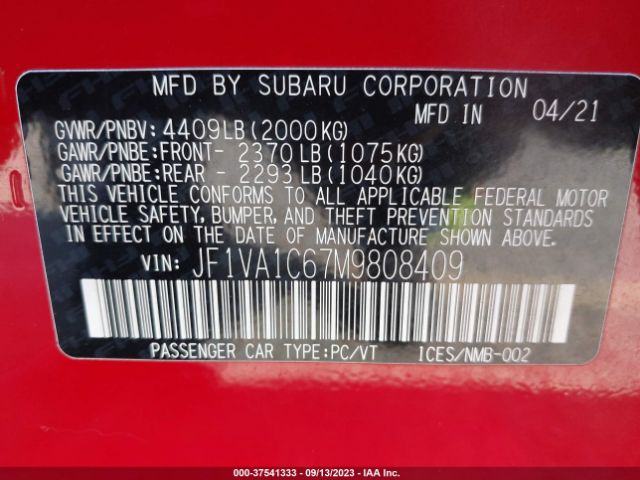 MFD BY SUBARU CORPORATION
MFD IN 04/21
GVWR/PNBV: 4409LB(2000KG)
GAWR/PNBE:FRONT- 2370LB(1075KG)
GAWR/PNBE:REAR - 2293LB(1040KG)
THIS VEHICLE CONFORMS TO ALL APPLICABLE FEDERAL MOTOR
VEHICLE SAFETY, BUMPER, AND THEFT PREVENTION STANDARDS
IN EFFECT ON THE DATE OF MANUFACTURE SHOWN ABOVE.
VIN: JF1VA1C67M9808409
PASSENGER CAR TYPE:PC/VT ICES/NMB-002
000-37541333 - 09/13/2023 - IAAI.COM